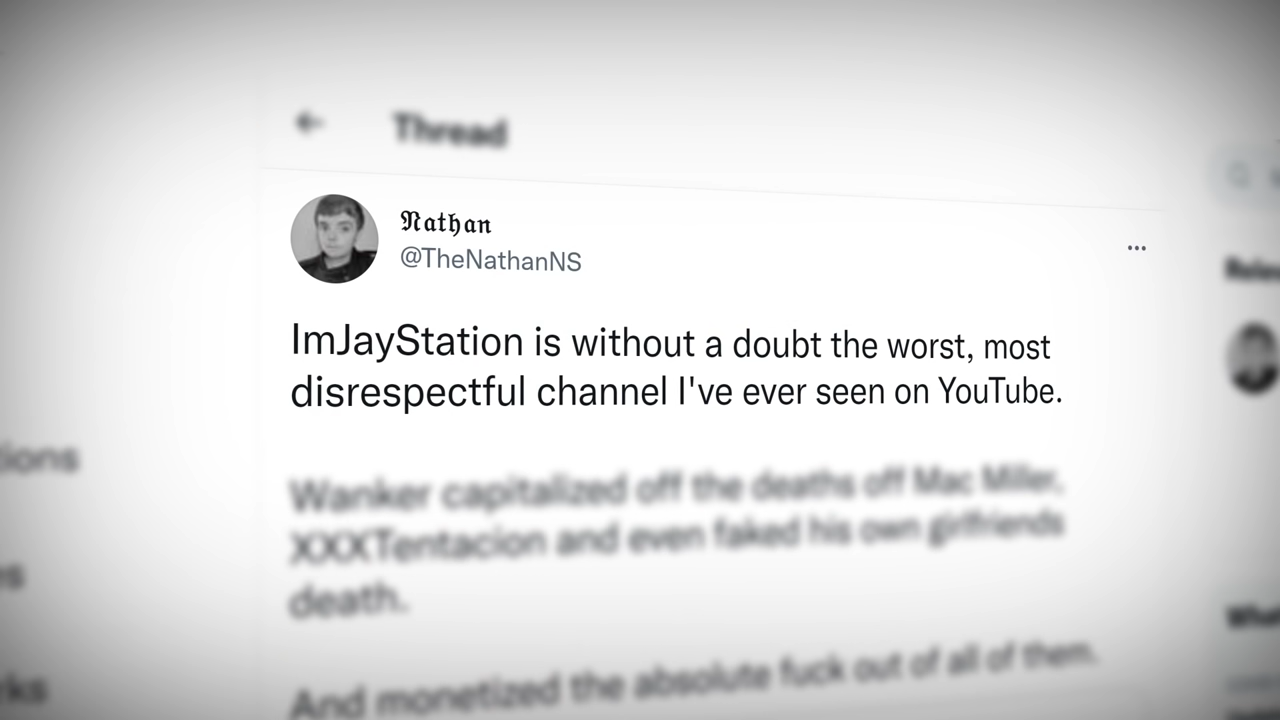 Thread
Nathan
@TheNathanNS
ImJayStation is without a doubt the worst, most
disrespectful channel I've ever seen on YouTube.
Wanker capitalized off the deaths off Mac Miller,
XXXTentacion and even faked his own girlfriends
death.
And monetized the absolute fuck out of all of them.